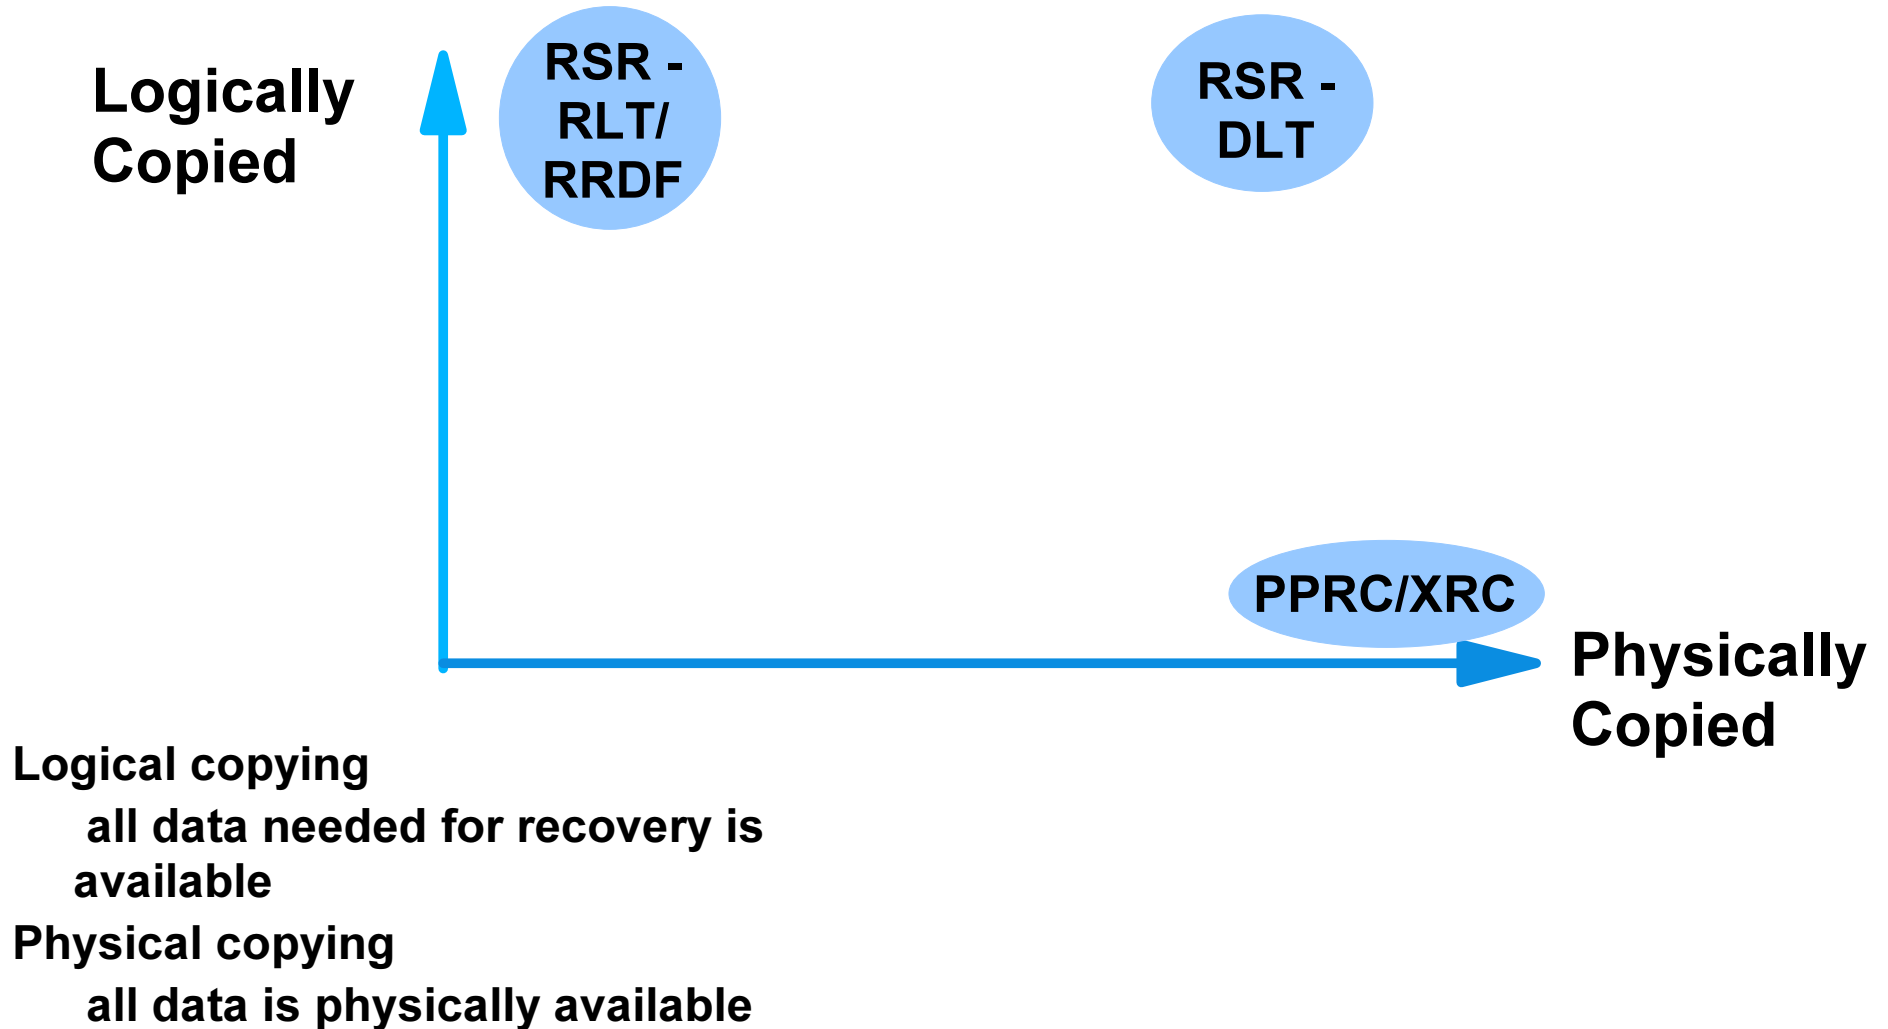 Logically
Copied
RSR -
RLT/
RRDF
RSR -
DLT
PPRC/XRC
Physically
Copied
Logical copying
all data needed for recovery is
available
Physical copying
all data is physically available